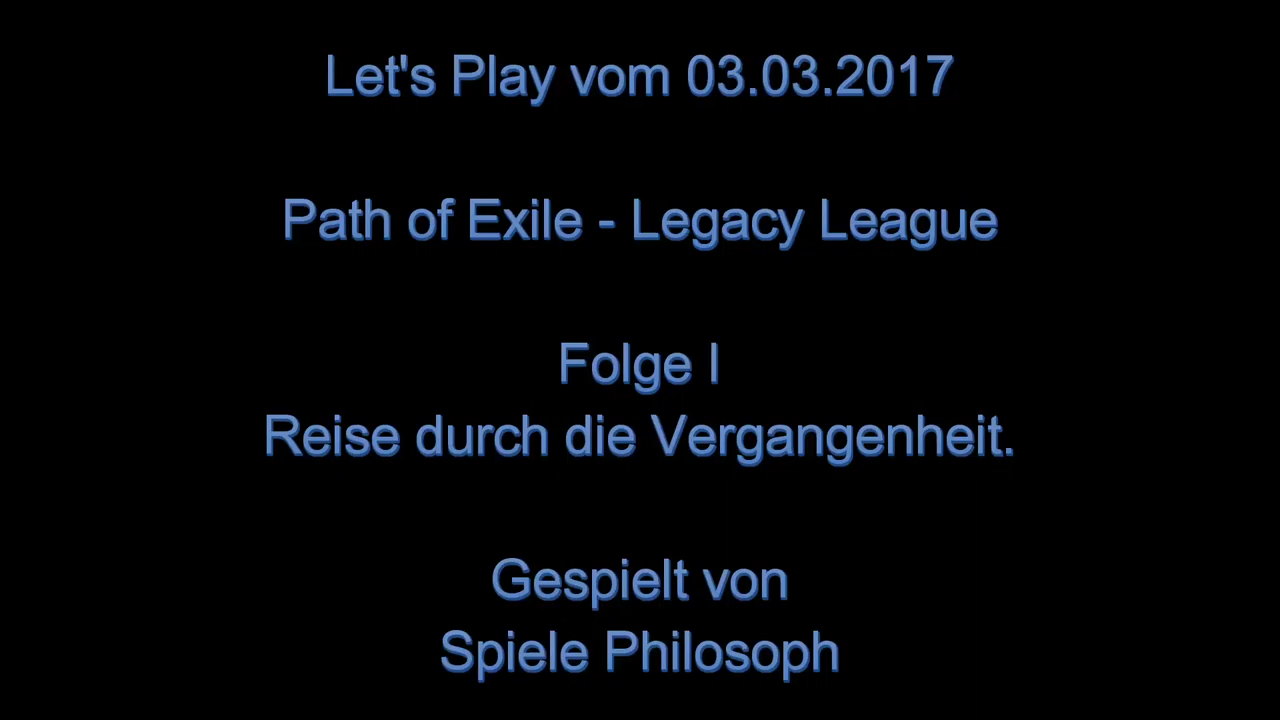 Let's Play vom 03.03.2017
Path of Exile - Legacy League
Folge I
Reise durch die Vergangenheit.
Gespielt von
Spiele Philosoph